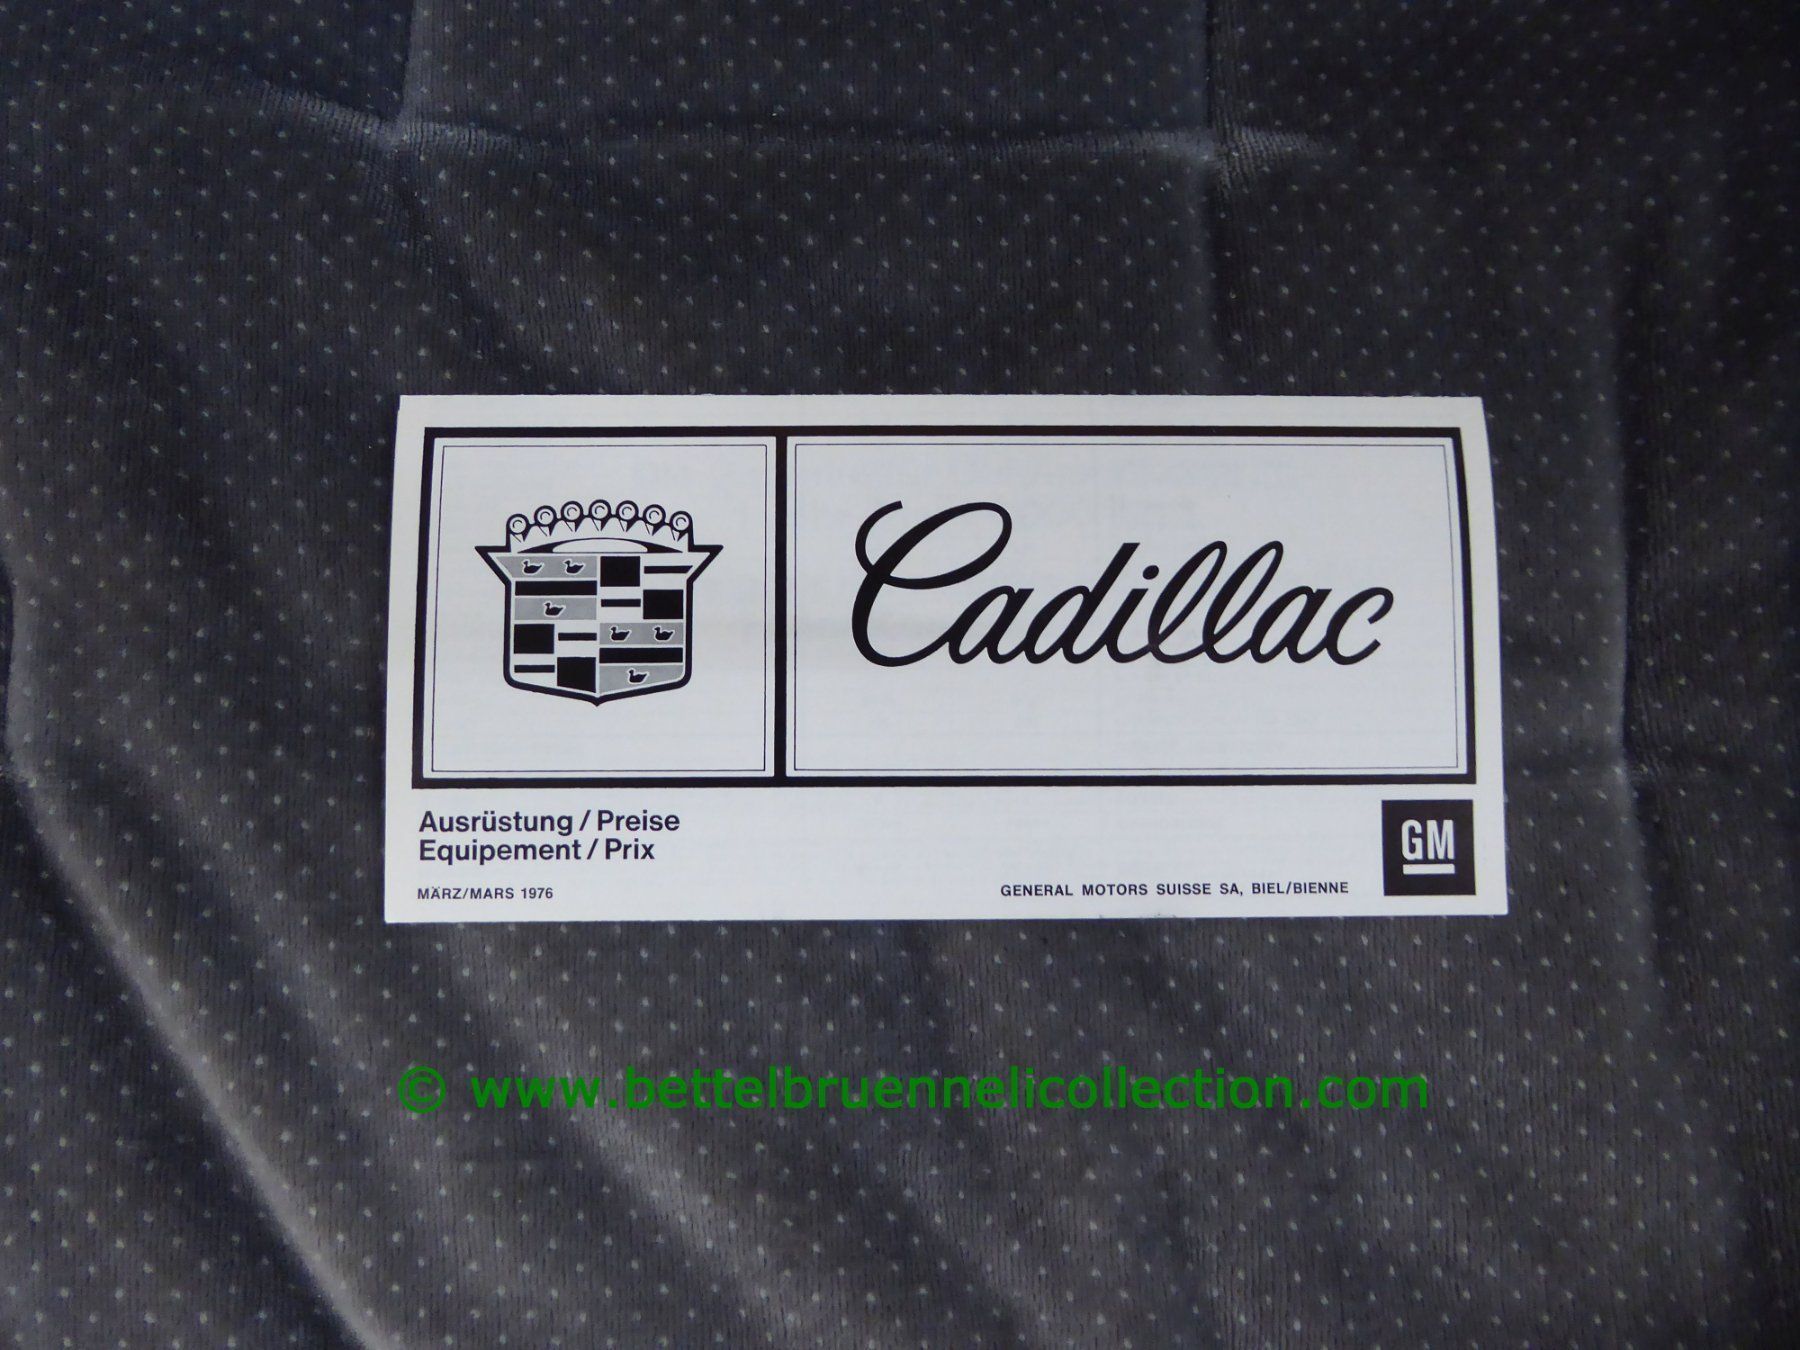 Cadillac
Ausrüstung / Preise
Equipement / Prix
MÄRZ/MARS 1976
GENERAL MOTORS SUISSE SA, BIEL/BIENNE
GM
© www.bettelbruennelicollection.com